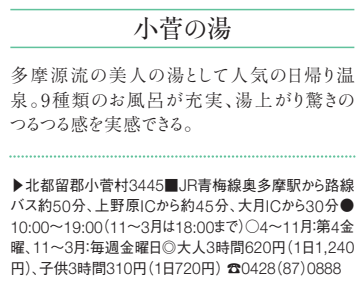 小菅の湯
多摩源流の美人の湯として人気の日帰り温
泉。9種類のお風呂が充実、湯上がり驚きの
つるつる感を実感できる。
▶北都留郡小菅村3445■JR青梅線奥多摩駅から路線
バス約50分、上野原ICから約45分、大月ICから30分●
10:00〜19:00(11〜3月は18:00まで)○4〜11月:第4金
曜、11〜3月:毎週金曜日◎大人3時間620円(1日1,240
円)、子供3時間310円(1日720円) ☎0428(87)0888